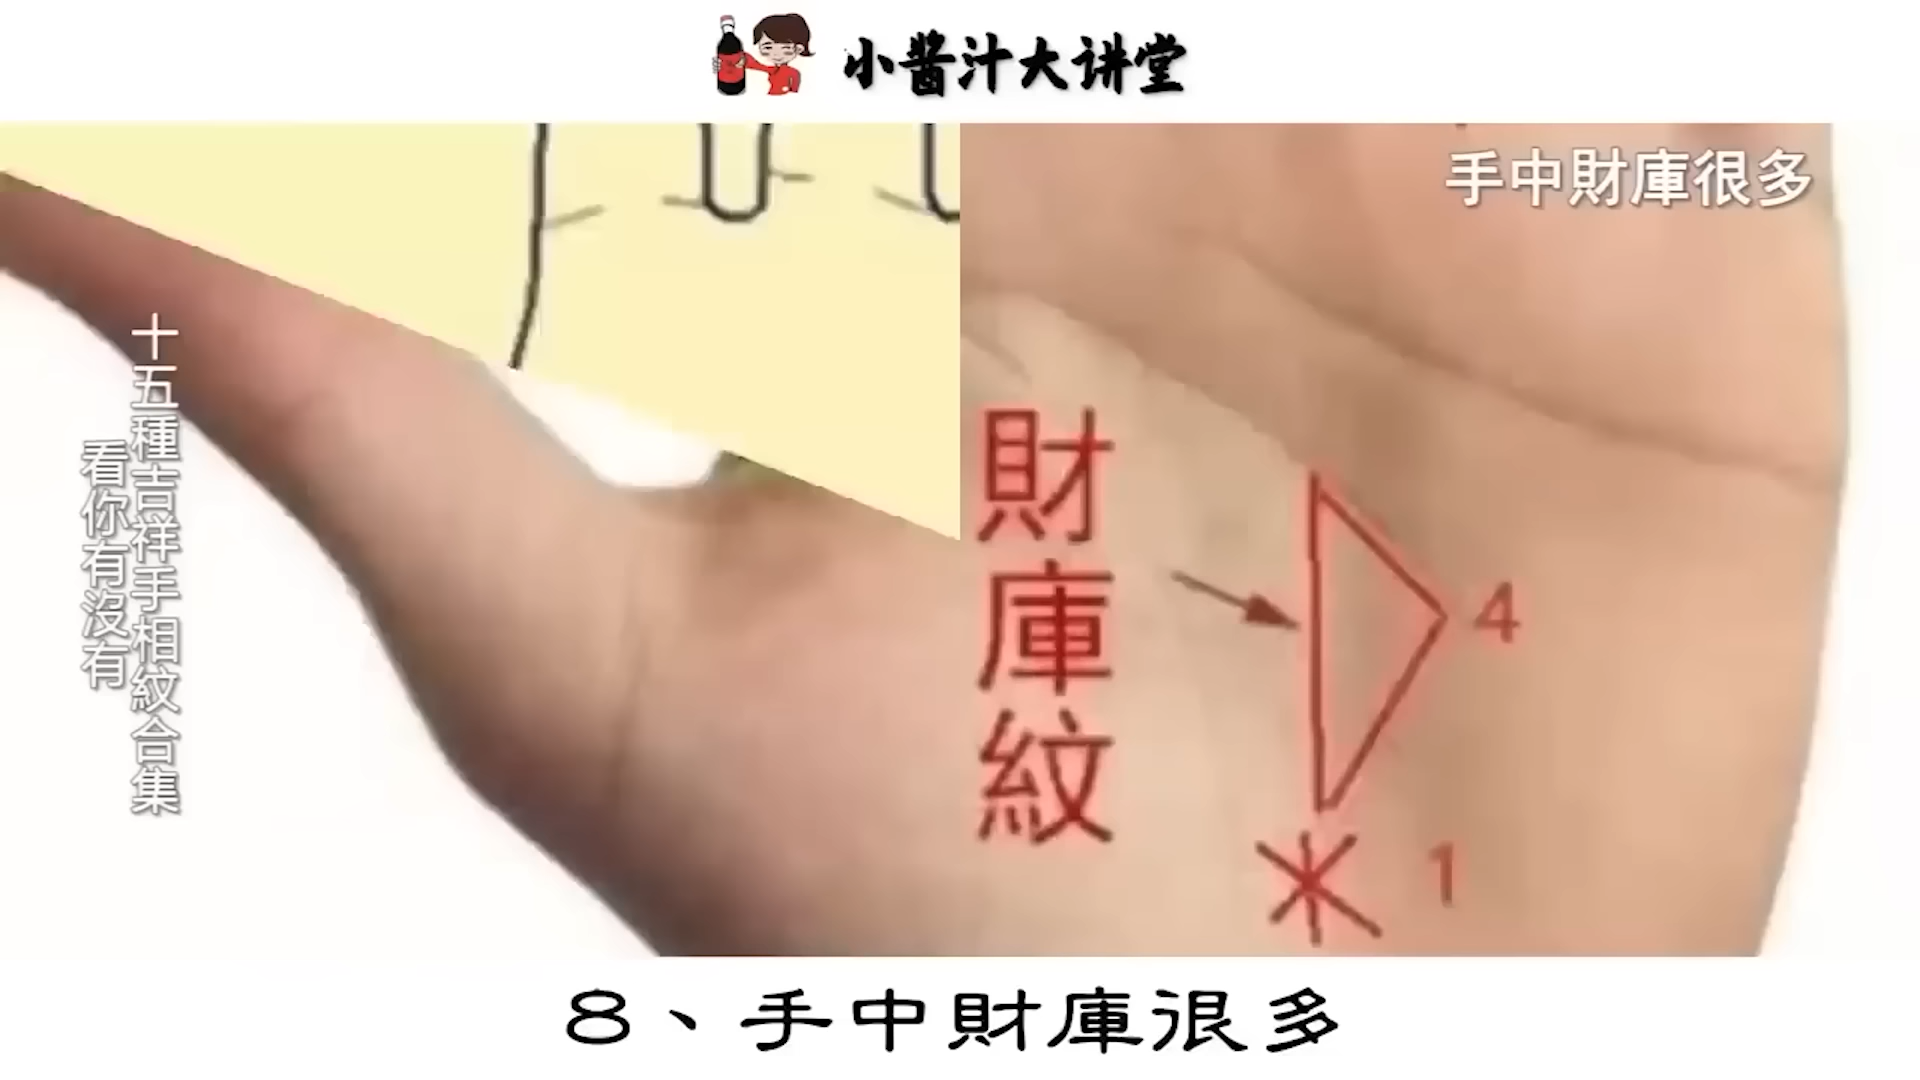 小醬汁大讲堂
手中財庫很多
十五種吉祥手相紋合集
看你有沒有
財庫紋
4
1
8、手中財庫很多